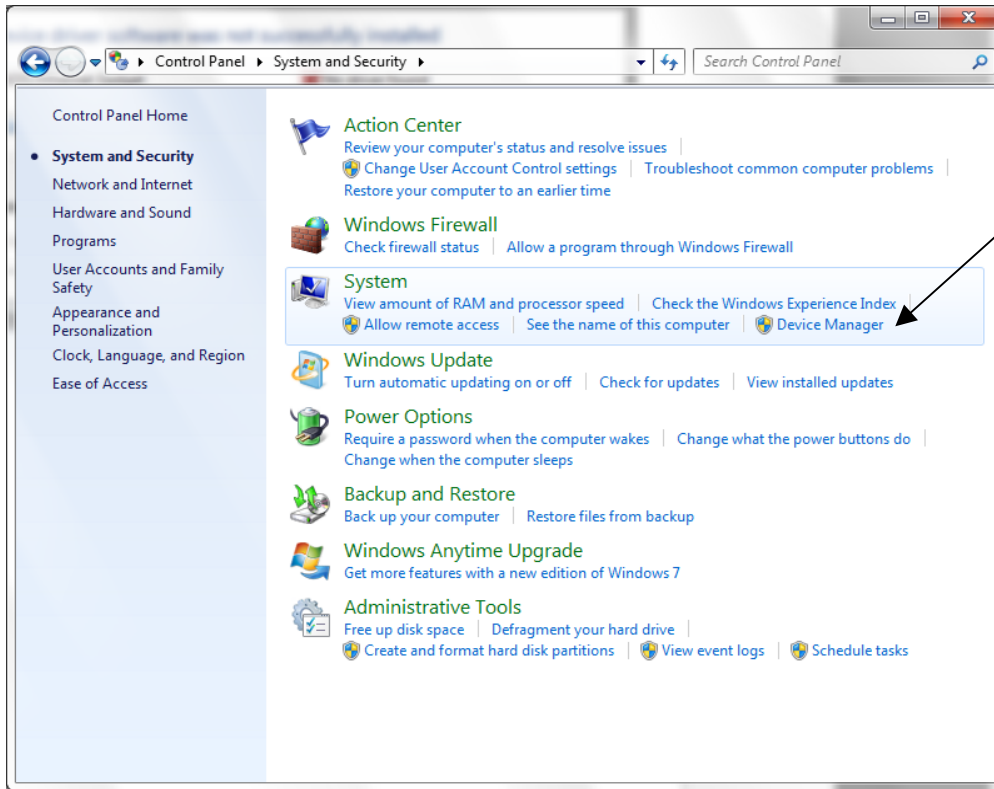 device driver software was not successfully installed
Control Panel System and Security Search Control Panel
Control Panel Home
System and Security
Network and Internet
Hardware and Sound
Programs
User Accounts and Family
Safety
Appearance and
Personalization
Clock, Language, and Region
Ease of Access
Action Center
Review your computer's status and resolve issues
Change User Account Control settings Troubleshoot common computer problems
Restore your computer to an earlier time
Windows Firewall
Check firewall status Allow a program through Windows Firewall
System
View amount of RAM and processor speed Check the Windows Experience Index
Allow remote access See the name of this computer Device Manager
Windows Update
Turn automatic updating on or off Check for updates View installed updates
Power Options
Require a password when the computer wakes Change what the power buttons do
Change when the computer sleeps
Backup and Restore
Back up your computer Restore files from backup
Windows Anytime Upgrade
Get more features with a new edition of Windows 7
Administrative Tools
Free up disk space Defragment your hard drive
Create and format hard disk partitions View event logs Schedule tasks